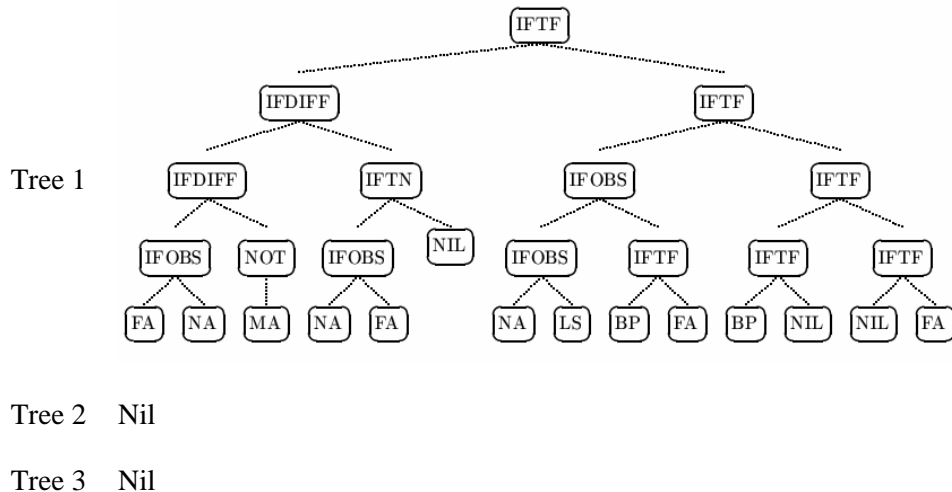 IFTF
IFDIFF IFTF
Tree 1 IFDIFF IFTN IFOBS IFTF
IFOBS NOT IFOBS NIL IFOBS IFTF IFTF IFTF
FA NA MA NA FA NA LS BP FA BP NIL NIL FA
Tree 2 Nil
Tree 3 Nil